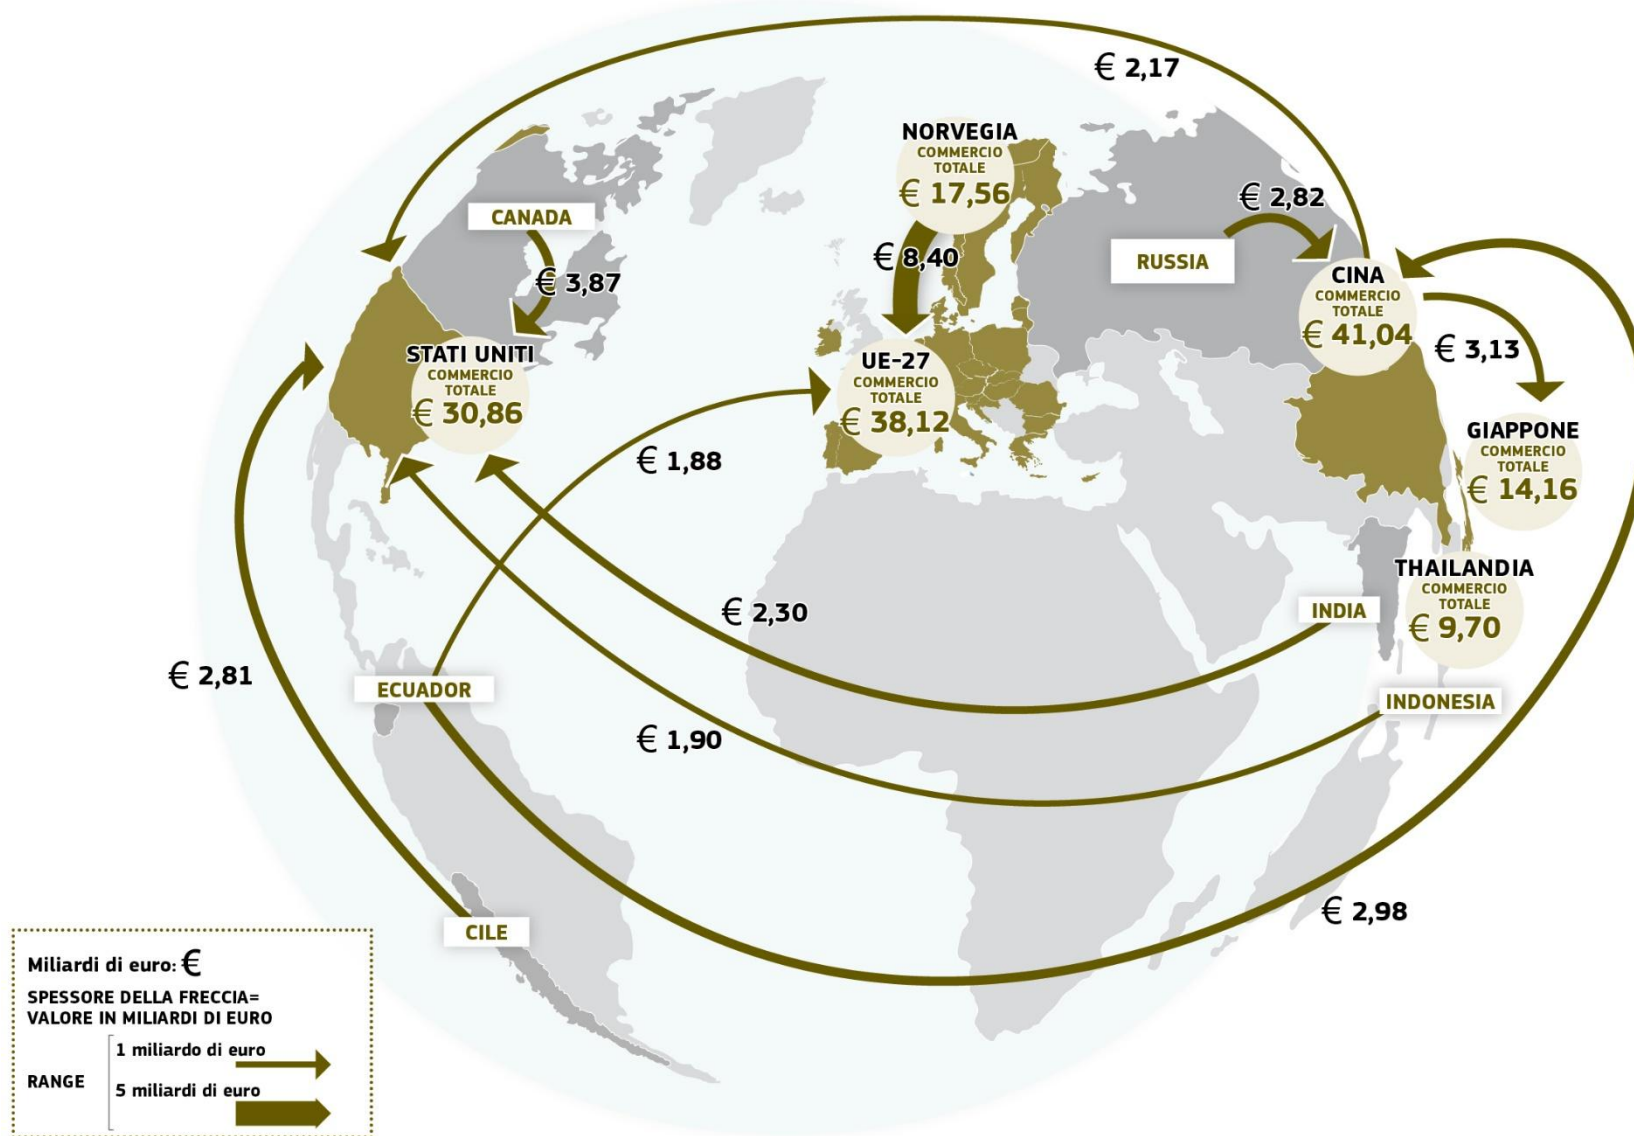 € 2,17
NORVEGIA
COMMERCIO
TOTALE
€ 17,56
CANADA
€ 3,87
€ 8,40
€ 2,82
RUSSIA
CINA
COMMERCIO
TOTALE
€ 41,04
€ 3,13
STATI UNITI
COMMERCIO
TOTALE
€ 30,86
UE-27
COMMERCIO
TOTALE
€ 38,12
€ 1,88
GIAPPONE
COMMERCIO
TOTALE
€ 14,16
THAILANDIA
COMMERCIO
TOTALE
€ 9,70
€ 2,30
INDIA
€ 2,81
ECUADOR
INDONESIA
€ 1,90
€ 2,98
CILE
Miliardi di euro: €
SPESSORE DELLA FRECCIA=
VALORE IN MILIARDI DI EURO
RANGE
1 miliardo di euro
5 miliardi di euro